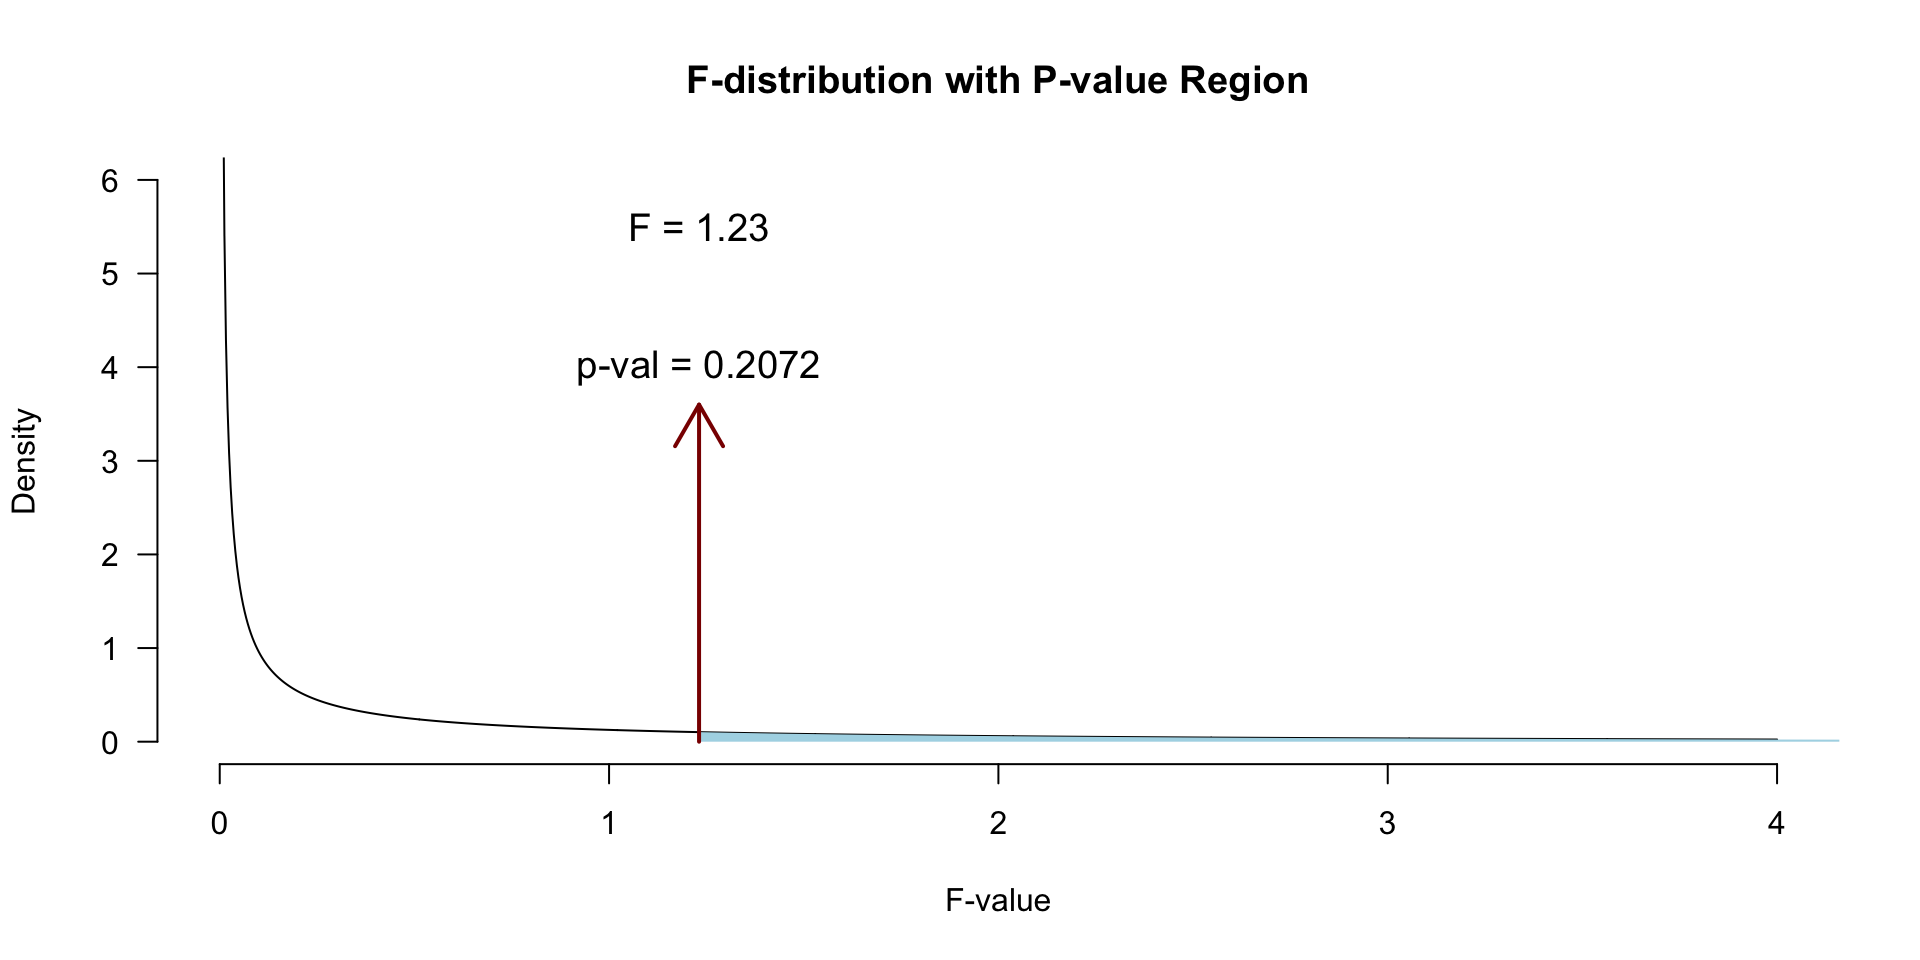 F-distribution with P-value Region
F = 1.23
p-val = 0.2072
Density
6
5
4
3
2
1
0
0 1 2 3 4
F-value